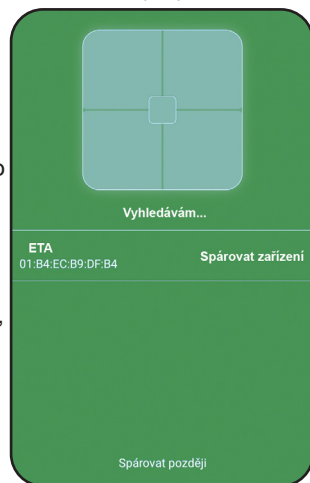 Vyhledávám...
ETA
Spárovat zařízení
01:B4:EC:B9:DF:B4
Spárovat později